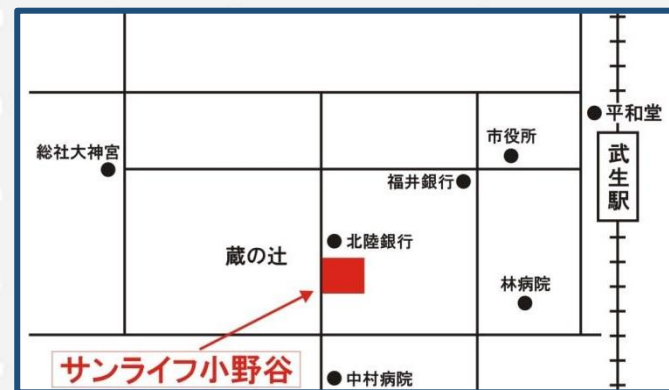 平和堂
市役所
総社大神宮
武生駅
福井銀行
北陸銀行
蔵の辻
林病院
サンライフ小野谷
中村病院